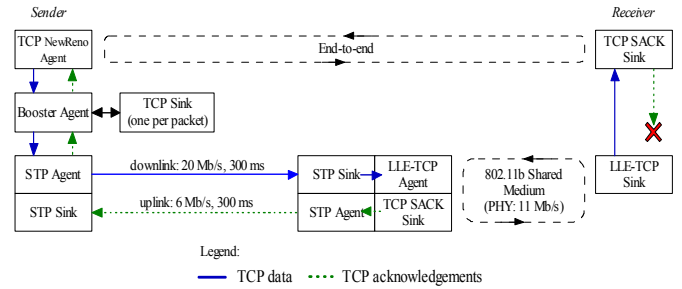 Sender
Receiver
TCP NewReno
Agent
End-to-end
TCP SACK
Sink
Booster Agent
TCP Sink
(one per packet)
STP Agent
downlink: 20 Mb/s, 300 ms
STP Sink
LLE-TCP
Agent
802.11b Shared
Medium
(PHY: 11 Mb/s)
LLE-TCP
Sink
STP Sink
uplink: 6 Mb/s, 300 ms
STP Agent
TCP SACK
Sink
Legend:
TCP data
TCP acknowledgements